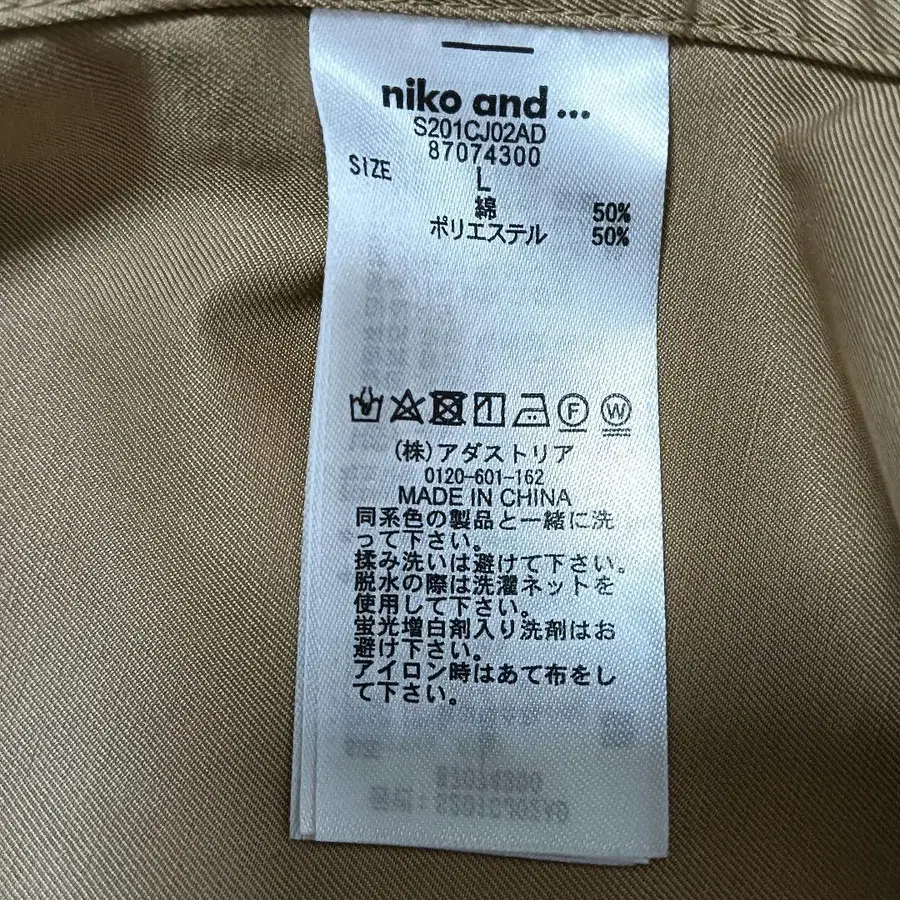 niko and ...
S201CJ02AD
87074300
SIZE L
綿 50%
ポリエステル 50%
F W
(株)アダストリア
0120-601-162
MADE IN CHINA
同系色の製品と一緒に洗
って下さい。
揉み洗いは避けて下さい。
脱水の際は洗濯ネットを
使用して下さい。
蛍光増白剤入り洗剤はお
避け下さい。
アイロン時はあて布をし
て下さい。